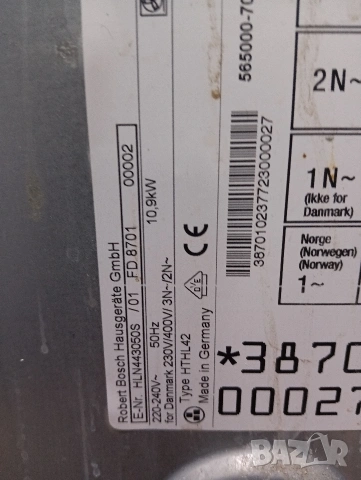 Robert Bosch Hausgeräte GmbH
E-Nr. HLN443050S /01 FD 8701 00002
220-240V~ 50Hz 10,9kW
for Danmark 230V/400V/3N~/2N~
Type HTHL42
Made in Germany
CE
387010237723000027
565000-70
2N~
1N~
(Ikke for
Danmark)
Norge
(Norwegen)
(Norway)
1~
*3870
00027
BAZAR